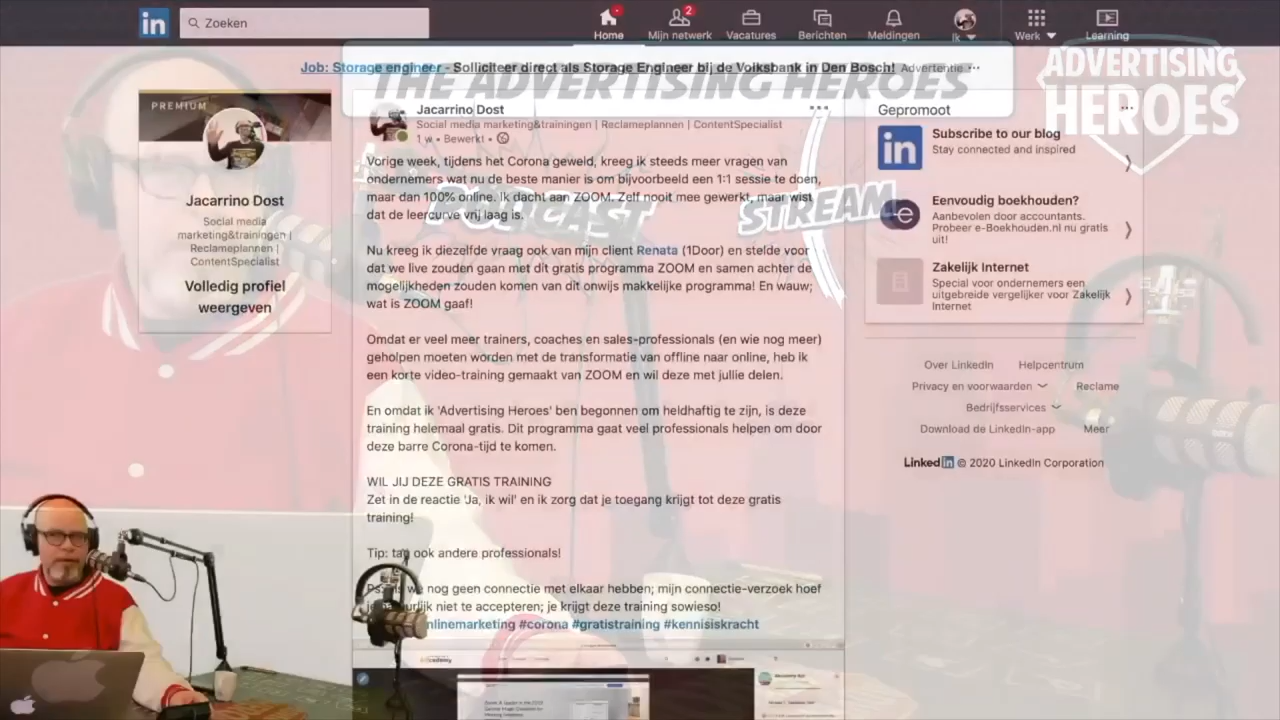 in Zoeken
2
Home Mijn netwerk Vacatures Berichten Meldingen Ik Werk Learning
Job: Storage engineer - Solliciteer direct als Storage Engineer bij de Volksbank in Den Bosch! Advertentie
THE ADVERTISING HEROES
ADVERTISING
HEROES
PODCAST
STREAM
PREMIUM
Jacarrino Dost
Social media
marketing&trainingen |
Reclameplannen |
ContentSpecialist
Volledig profiel
weergeven
Jacarrino Dost
Social media marketing&trainingen | Reclameplannen | ContentSpecialist
1 w • Bewerkt •
Vorige week, tijdens het Corona geweld, kreeg ik steeds meer vragen van
ondernemers wat nu de beste manier is om bijvoorbeeld een 1:1 sessie te doen,
maar dan 100% online. Ik dacht aan ZOOM. Zelf nooit mee gewerkt, maar wist
dat de leercurve vrij laag is.
Nu kreeg ik diezelfde vraag ook van mijn client Renata (1Door) en stelde voor
dat we live zouden gaan met dit gratis programma ZOOM en samen achter de
mogelijkheden zouden komen van dit onwijs makkelijke programma! En wauw;
wat is ZOOM gaaf!
Omdat er veel meer trainers, coaches en sales-professionals (en wie nog meer)
geholpen moeten worden met de transformatie van offline naar online, heb ik
een korte video-training gemaakt van ZOOM en wil deze met jullie delen.
En omdat ik 'Advertising Heroes' ben begonnen om heldhaftig te zijn, is deze
training helemaal gratis. Dit programma gaat veel professionals helpen om door
deze barre Corona-tijd te komen.
WIL JIJ DEZE GRATIS TRAINING
Zet in de reactie 'Ja, ik wil' en ik zorg dat je toegang krijgt tot deze gratis
training!
Tip: tag ook andere professionals!
we nog geen connectie met elkaar hebben; mijn connectie-verzoek hoef
niet te accepteren; je krijgt deze training sowieso!
#corona #gratistraining #kennisiskracht
Gepromoot
in
Subscribe to our blog
Stay connected and inspired
e
Eenvoudig boekhouden?
Aanbevolen door accountants.
Probeer e-Boekhouden.nl nu gratis
uit!
Zakelijk Internet
Special voor ondernemers een
uitgebreide vergelijker voor Zakelijk
Internet
Over LinkedIn Helpcentrum
Privacy en voorwaarden Reclame
Bedrijfsservices
Download de LinkedIn-app Meer
Linked in © 2020 LinkedIn Corporation